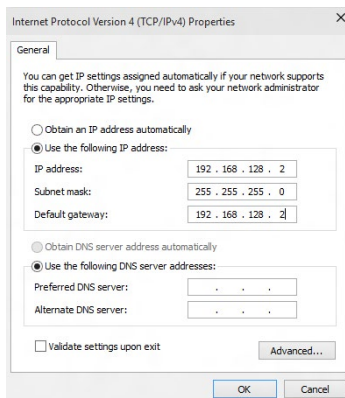 Internet Protocol Version 4 (TCP/IPv4) Properties
General
You can get IP settings assigned automatically if your network supports
this capability. Otherwise, you need to ask your network administrator
for the appropriate IP settings.
Obtain an IP address automatically
Use the following IP address:
IP address: 192 . 168 . 128 . 2
Subnet mask: 255 . 255 . 255 . 0
Default gateway: 192 . 168 . 128 . 2
Obtain DNS server address automatically
Use the following DNS server addresses:
Preferred DNS server: . . .
Alternate DNS server: . . .
Validate settings upon exit
Advanced...
OK Cancel